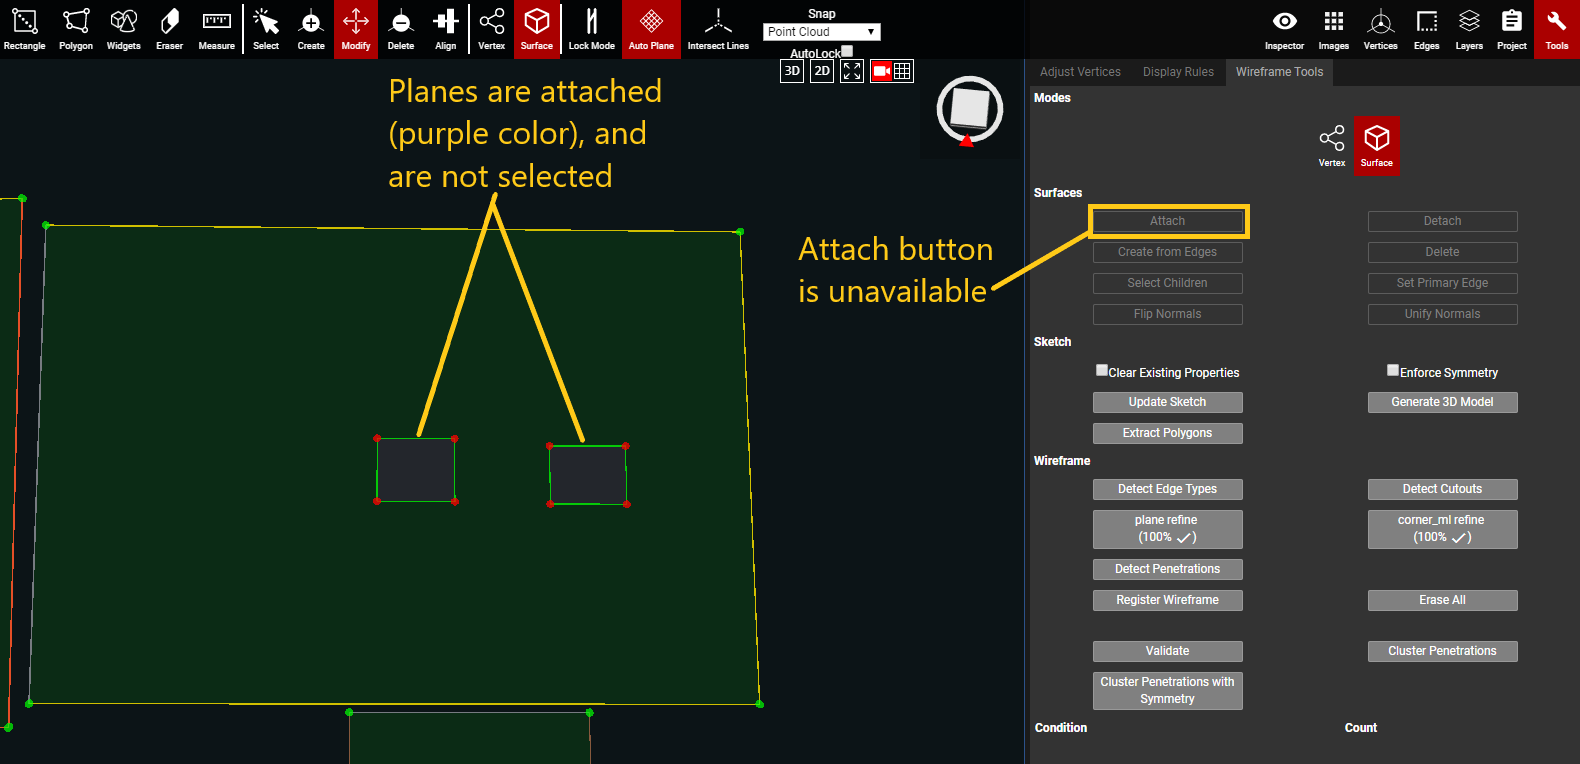 Rectangle
Polygon
Widgets
Eraser
Measure
Select
Create
Modify
Delete
Align
Vertex
Surface
Lock Mode
Auto Plane
Intersect Lines
Snap
Point Cloud
AutoLock
3D
2D
Inspector
Images
Vertices
Edges
Layers
Project
Tools
Planes are attached
(purple color), and
are not selected
Attach button
is unavailable
Adjust Vertices
Display Rules
Wireframe Tools
Modes
Vertex
Surface
Surfaces
Attach
Detach
Create from Edges
Delete
Select Children
Set Primary Edge
Flip Normals
Unify Normals
Sketch
Clear Existing Properties
Enforce Symmetry
Update Sketch
Generate 3D Model
Extract Polygons
Wireframe
Detect Edge Types
Detect Cutouts
plane refine
(100% ✓)
corner_ml refine
(100% ✓)
Detect Penetrations
Register Wireframe
Erase All
Validate
Cluster Penetrations
Cluster Penetrations with
Symmetry
Condition
Count